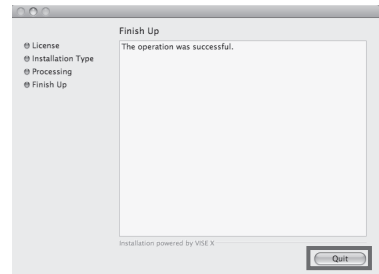 Finish Up
License
Installation Type
Processing
Finish Up
The operation was successful.
Installation powered by VISE X
Quit